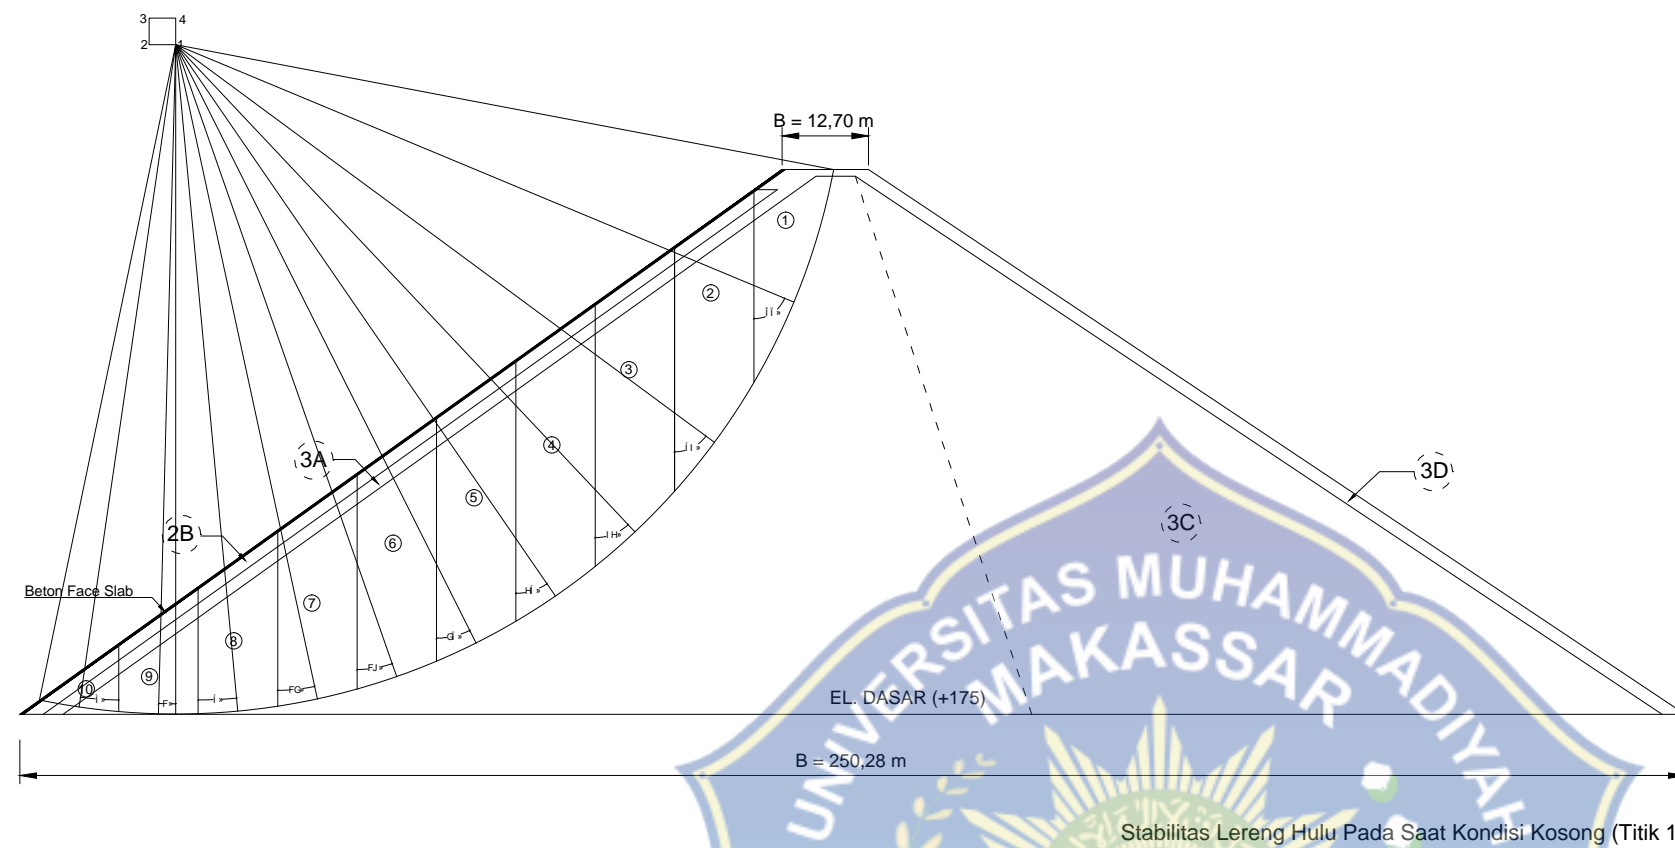 3 4
2 1
B = 12,70 m
1
2
3
4
3A
3D
5
3C
2B
6
Beton Face Slab
7
8
9
10
EL. DASAR (+175)
B = 250,28 m
UNIVERSITAS MUHAMMADIYAH
MAKASSAR
Stabilitas Lereng Hulu Pada Saat Kondisi Kosong (Titik 1